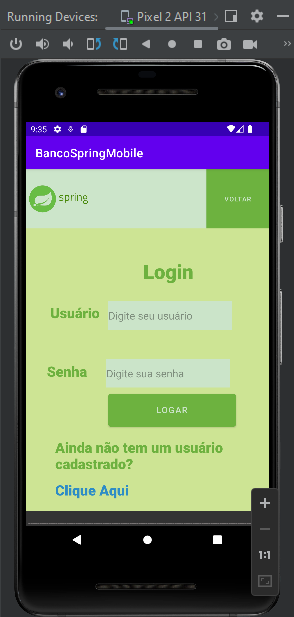 Running Devices:
Pixel 2 API 31
9:35
BancoSpringMobile
spring
VOLTAR
Login
Usuário
Digite seu usuário
Senha
Digite sua senha
LOGAR
Ainda não tem um usuário
cadastrado?
Clique Aqui
1:1